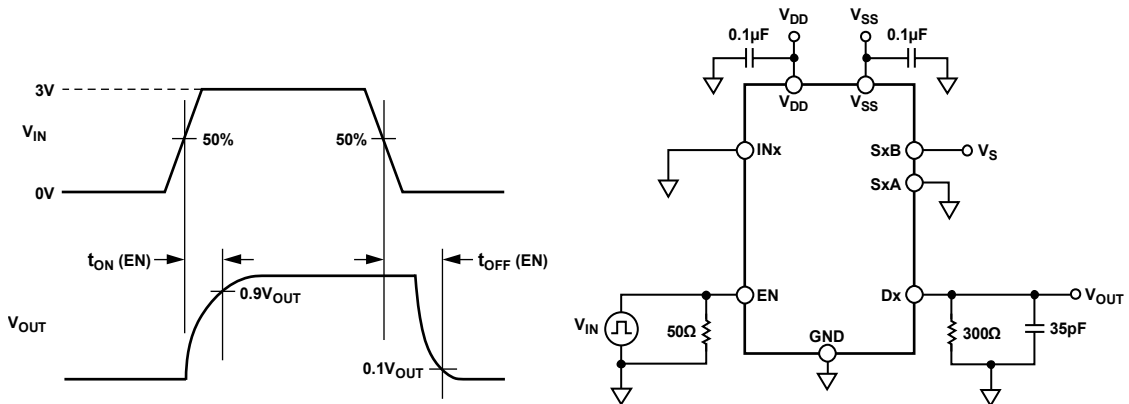 3V
V_IN
50%
50%
0V
t_ON (EN)
t_OFF (EN)
0.9V_OUT
V_OUT
0.1V_OUT
V_DD
V_SS
0.1µF
0.1µF
V_DD
V_SS
INx
SxB
V_S
SxA
EN
Dx
V_OUT
V_IN
50Ω
GND
300Ω
35pF